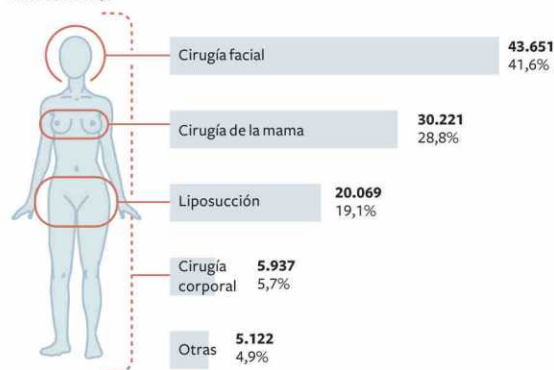 Cirugía facial
43.651
41,6%
Cirugía de la mama
30.221
28,8%
Liposucción
20.069
19,1%
Cirugía
corporal
5.937
5,7%
Otras
5.122
4,9%